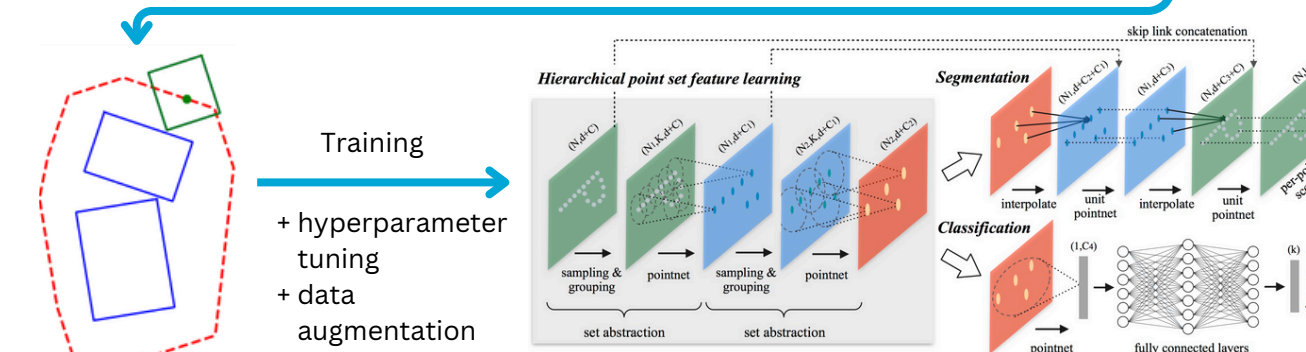 skip link concatenation
Hierarchical point set feature learning
Segmentation
(N,d+C)
(N1,K,d+C)
(N1,d+C1)
(N2,K,d+C1)
(N2,d+C2)
(N1,d+C2+C1)
(N1,d+C3)
(N,d+C3+C)
Training
+ hyperparameter
tuning
+ data
augmentation
interpolate
unit
pointnet
interpolate
unit
pointnet
sampling &
grouping
pointnet
sampling &
grouping
pointnet
set abstraction
set abstraction
Classification
(1,C4)
(k)
pointnet
fully connected layers